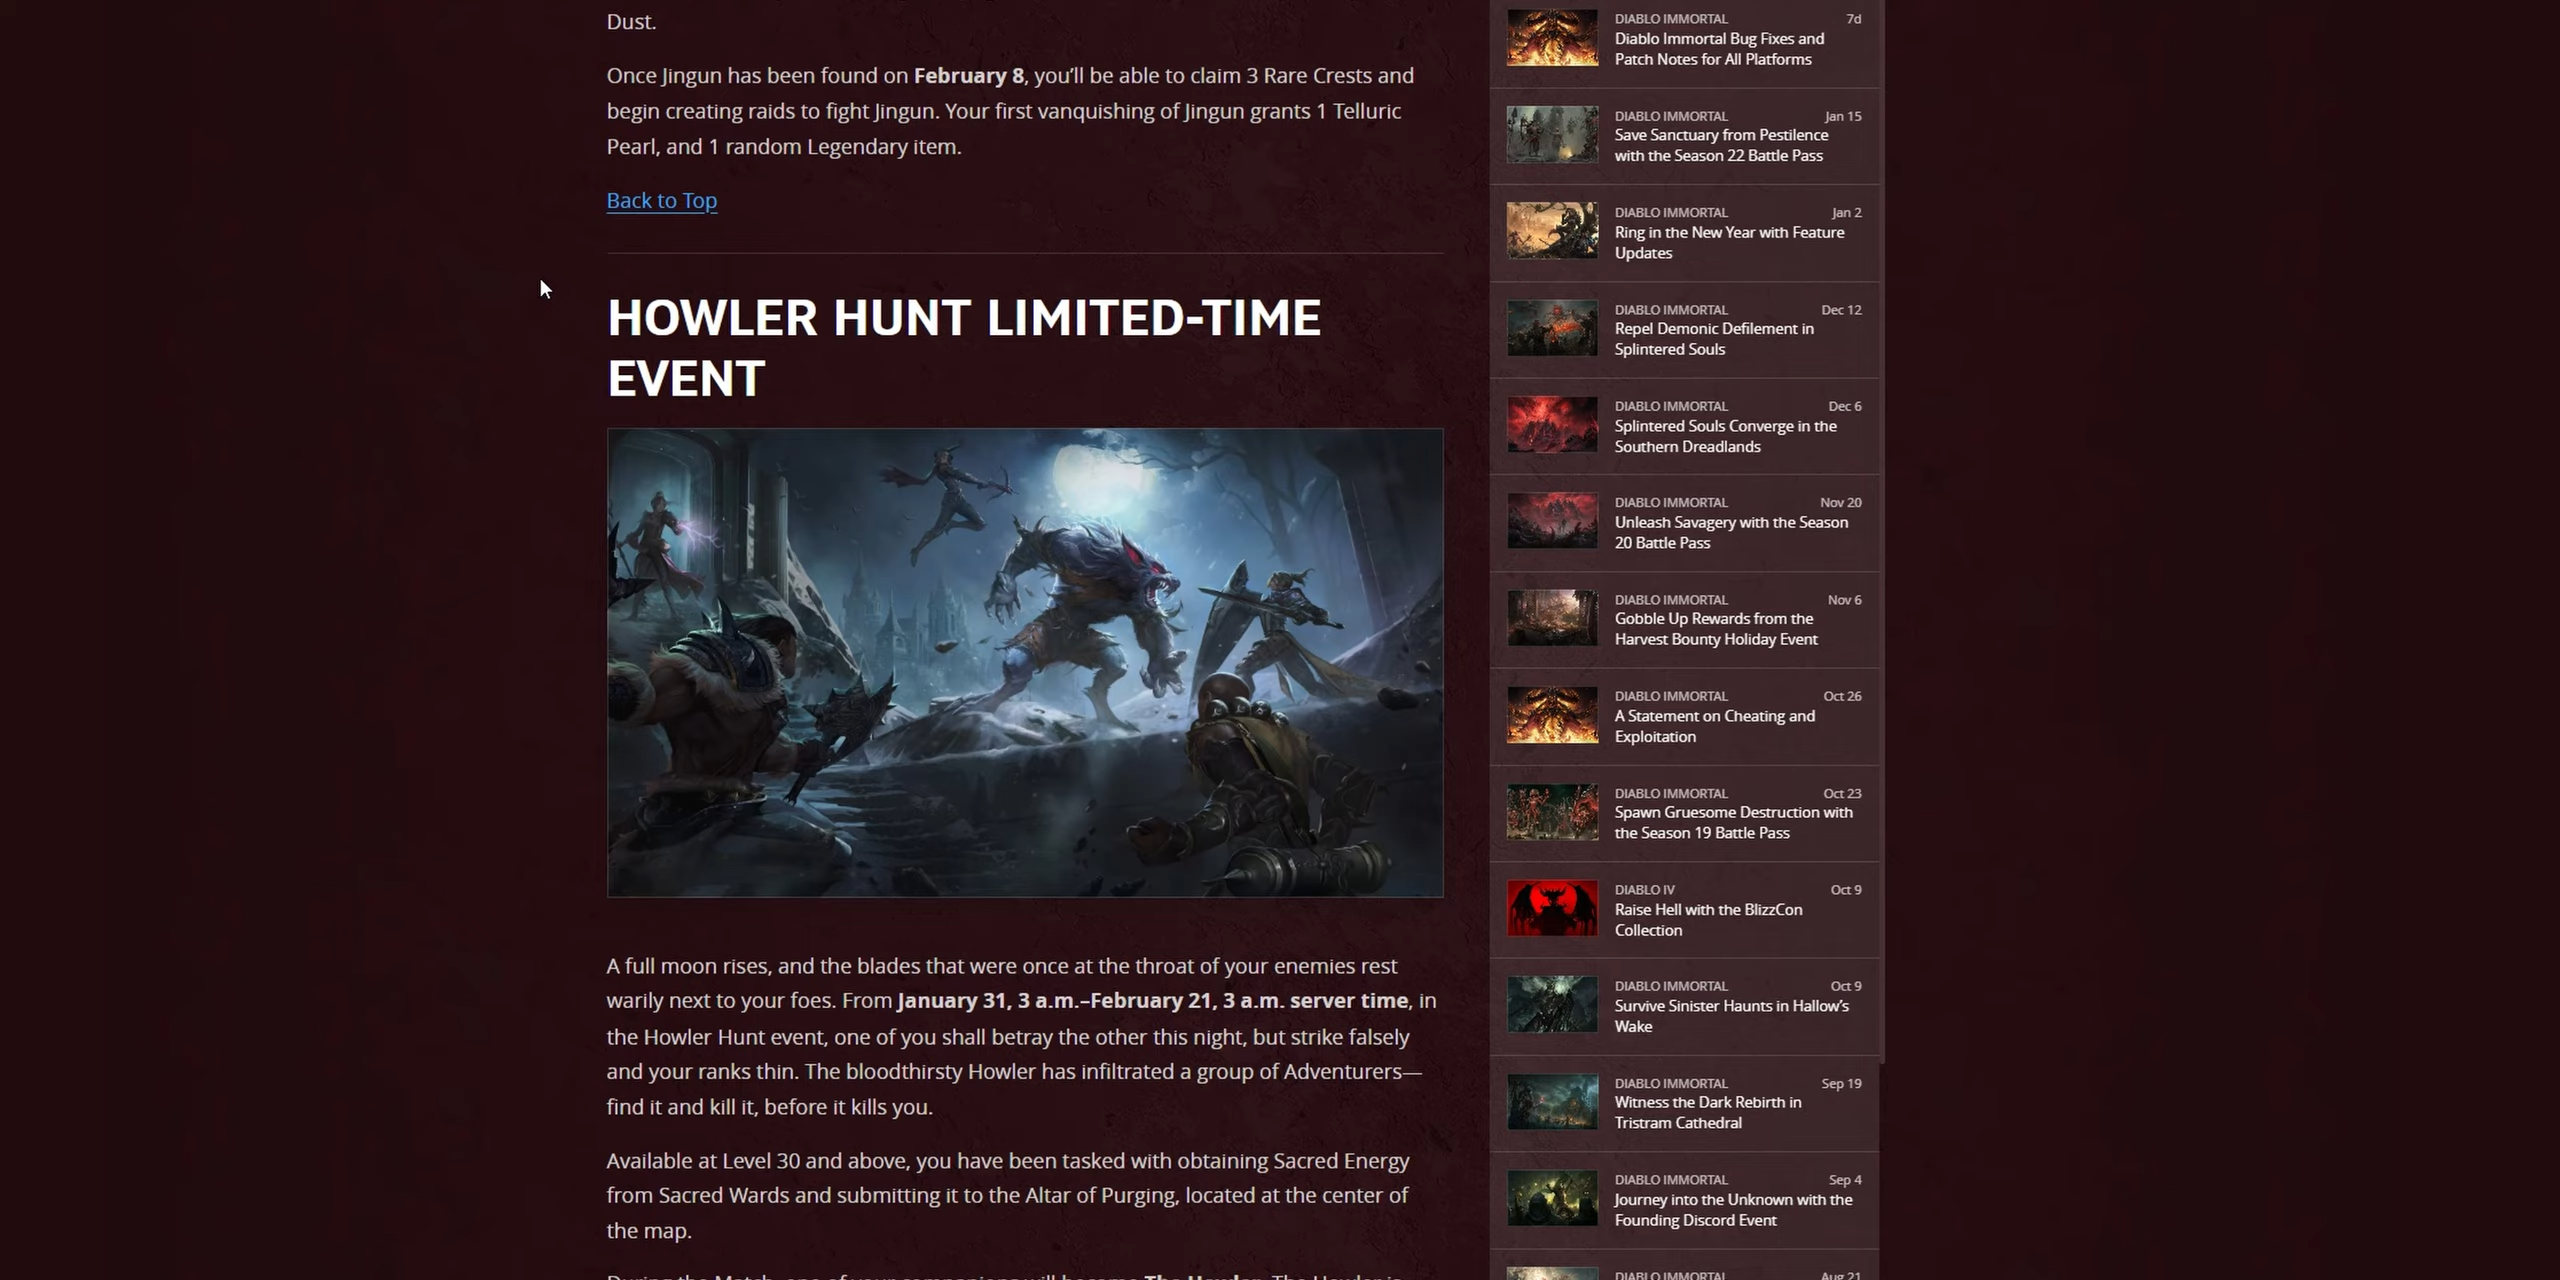 Dust.
Once Jingun has been found on February 8, you'll be able to claim 3 Rare Crests and
begin creating raids to fight Jingun. Your first vanquishing of Jingun grants 1 Telluric
Pearl, and 1 random Legendary item.
Back to Top
HOWLER HUNT LIMITED-TIME
EVENT
A full moon rises, and the blades that were once at the throat of your enemies rest
warily next to your foes. From January 31, 3 a.m.–February 21, 3 a.m. server time, in
the Howler Hunt event, one of you shall betray the other this night, but strike falsely
and your ranks thin. The bloodthirsty Howler has infiltrated a group of Adventurers—
find it and kill it, before it kills you.
Available at Level 30 and above, you have been tasked with obtaining Sacred Energy
from Sacred Wards and submitting it to the Altar of Purging, located at the center of
the map.
During the Match, one of your companions will become The Howler. The Howler is
DIABLO IMMORTAL 7d
Diablo Immortal Bug Fixes and
Patch Notes for All Platforms
DIABLO IMMORTAL Jan 15
Save Sanctuary from Pestilence
with the Season 22 Battle Pass
DIABLO IMMORTAL Jan 2
Ring in the New Year with Feature
Updates
DIABLO IMMORTAL Dec 12
Repel Demonic Defilement in
Splintered Souls
DIABLO IMMORTAL Dec 6
Splintered Souls Converge in the
Southern Dreadlands
DIABLO IMMORTAL Nov 20
Unleash Savagery with the Season
20 Battle Pass
DIABLO IMMORTAL Nov 6
Gobble Up Rewards from the
Harvest Bounty Holiday Event
DIABLO IMMORTAL Oct 26
A Statement on Cheating and
Exploitation
DIABLO IMMORTAL Oct 23
Spawn Gruesome Destruction with
the Season 19 Battle Pass
DIABLO IV Oct 9
Raise Hell with the BlizzCon
Collection
DIABLO IMMORTAL Oct 9
Survive Sinister Haunts in Hallow's
Wake
DIABLO IMMORTAL Sep 19
Witness the Dark Rebirth in
Tristram Cathedral
DIABLO IMMORTAL Sep 4
Journey into the Unknown with the
Founding Discord Event
DIABLO IMMORTAL Aug 21